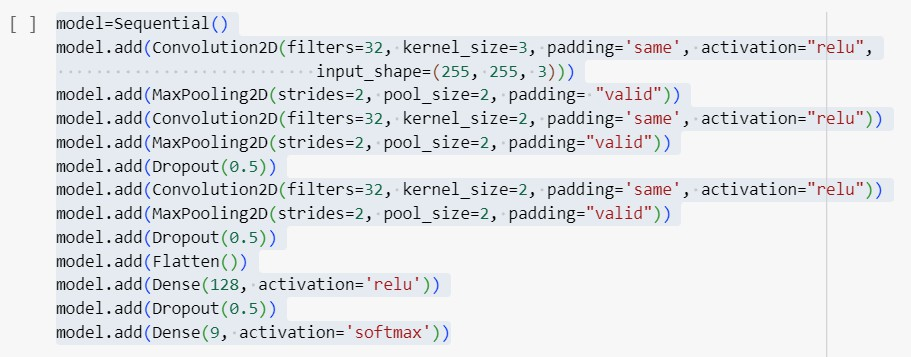 [ ] model=Sequential()
model.add(Convolution2D(filters=32, kernel_size=3, padding='same', activation="relu",
input_shape=(255, 255, 3)))
model.add(MaxPooling2D(strides=2, pool_size=2, padding= "valid"))
model.add(Convolution2D(filters=32, kernel_size=2, padding='same', activation="relu"))
model.add(MaxPooling2D(strides=2, pool_size=2, padding="valid"))
model.add(Dropout(0.5))
model.add(Convolution2D(filters=32, kernel_size=2, padding='same', activation="relu"))
model.add(MaxPooling2D(strides=2, pool_size=2, padding="valid"))
model.add(Dropout(0.5))
model.add(Flatten())
model.add(Dense(128, activation='relu'))
model.add(Dropout(0.5))
model.add(Dense(9, activation='softmax'))